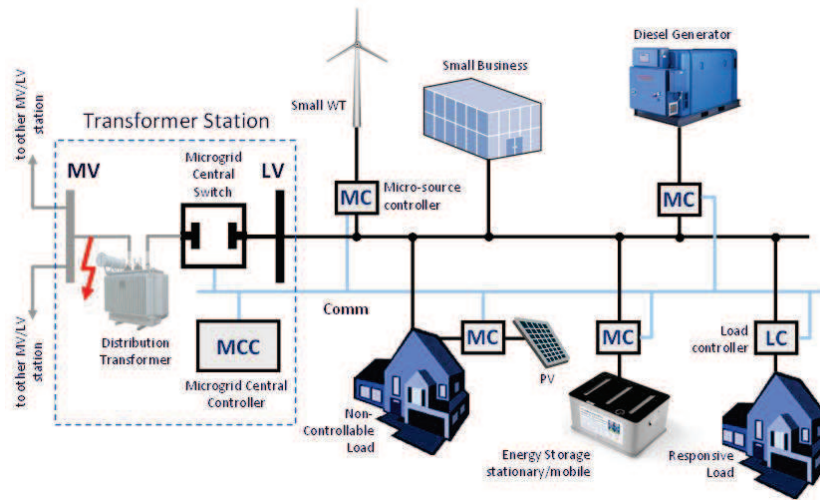 Diesel Generator
Small Business
Small WT
to other MV/LV
station
Transformer Station
Microgrid
Central
Switch
MV
LV
MC
Micro-source
controller
MC
Comm
Distribution
Transformer
MCC
Microgrid Central
Controller
MC
PV
MC
Load
controller
LC
to other MV/LV
station
Non-
Controllable
Load
Energy Storage
stationary/mobile
Responsive
Load